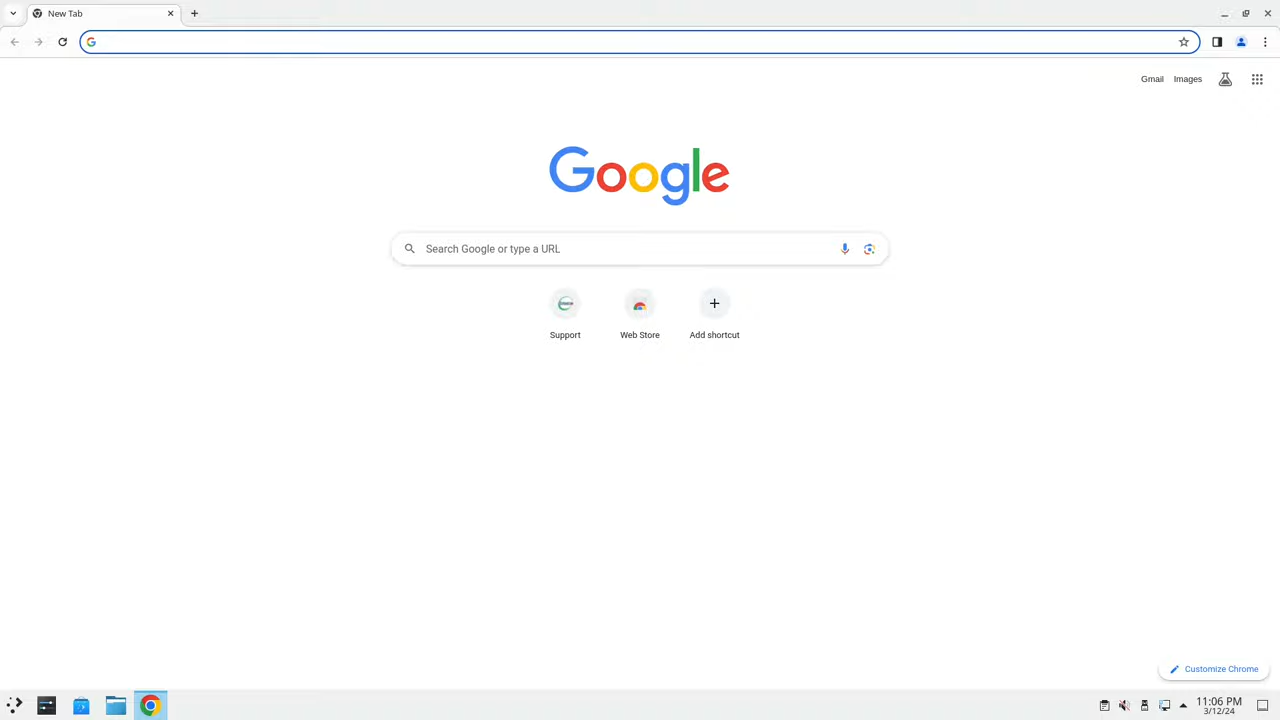 New Tab
Gmail
Images
Google
Search Google or type a URL
Support
Web Store
Add shortcut
Customize Chrome
11:06 PM
3/12/24